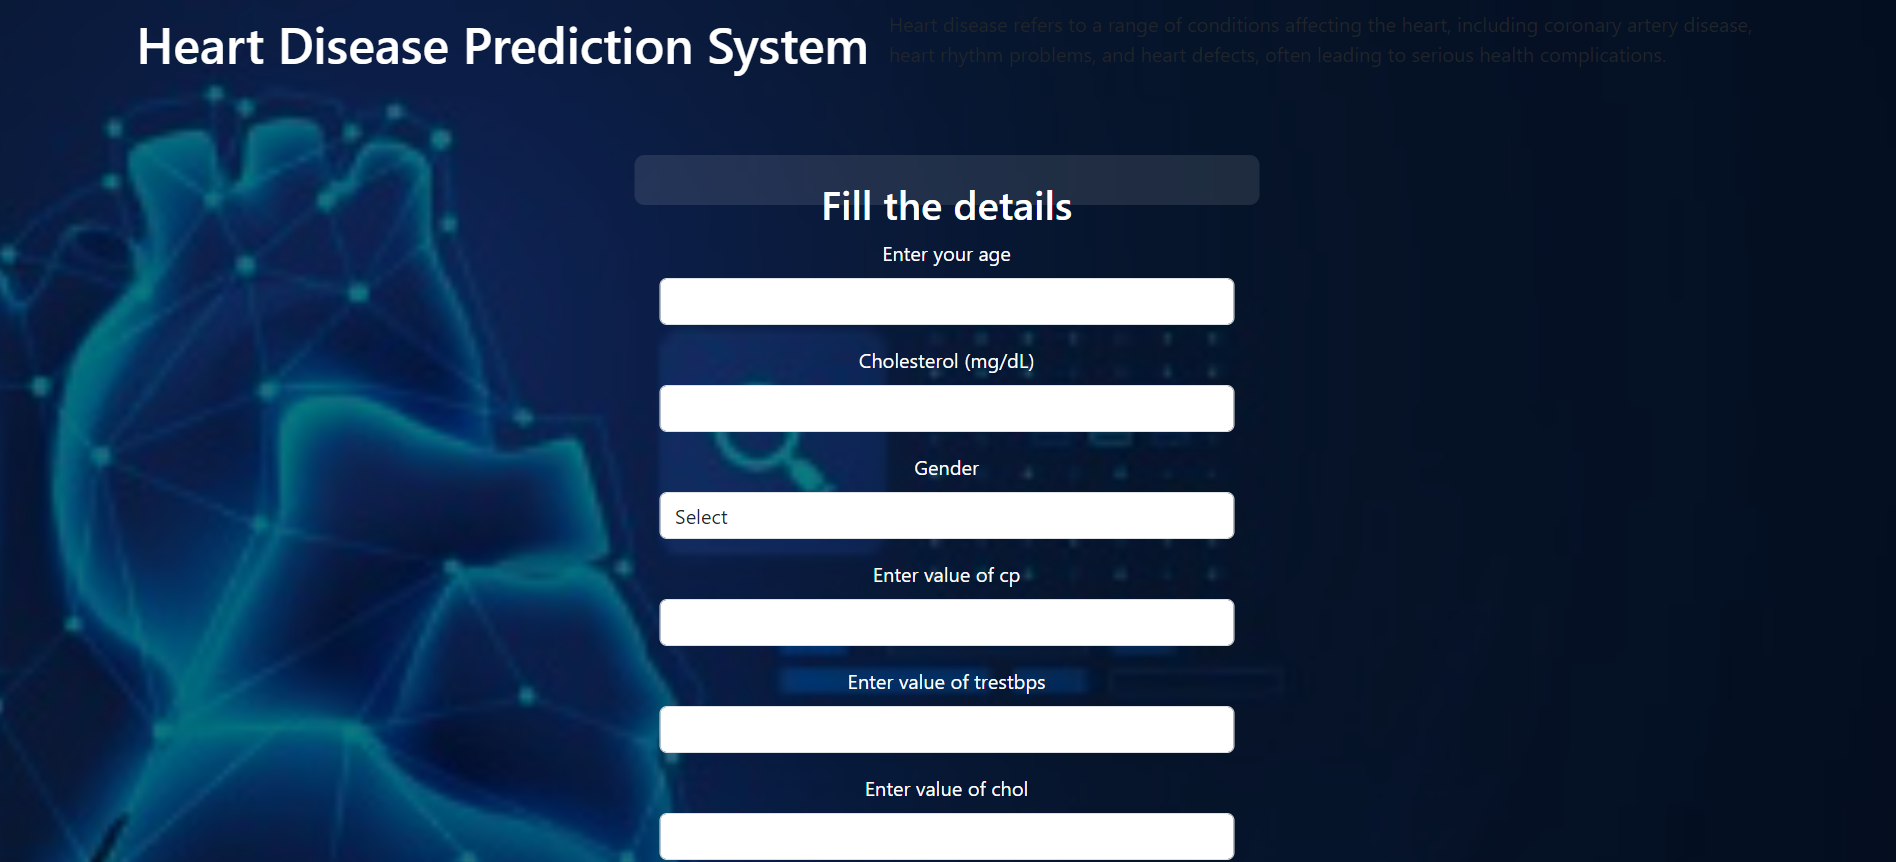 Heart Disease Prediction System
Heart disease refers to a range of conditions affecting the heart, including coronary artery disease,
heart rhythm problems, and heart defects, often leading to serious health complications.
Fill the details
Enter your age
Cholesterol (mg/dL)
Gender
Select
Enter value of cp
Enter value of trestbps
Enter value of chol